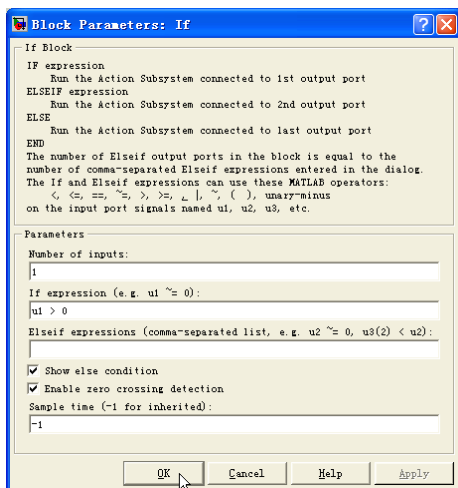 Block Parameters: If
If Block
IF expression
Run the Action Subsystem connected to 1st output port
ELSEIF expression
Run the Action Subsystem connected to 2nd output port
ELSE
Run the Action Subsystem connected to last output port
END
The number of Elseif output ports in the block is equal to the
number of comma-separated Elseif expressions entered in the dialog.
The If and Elseif expressions can use these MATLAB operators:
<, <=, ==, ~=, >, >=, _ |, ~, ( ), unary-minus
on the input port signals named u1, u2, u3, etc.
Parameters
Number of inputs:
1
If expression (e.g. u1 ~= 0):
u1 > 0
Elseif expressions (comma-separated list, e.g. u2 ~= 0, u3(2) < u2):
Show else condition
Enable zero crossing detection
Sample time (-1 for inherited):
-1
OK Cancel Help Apply